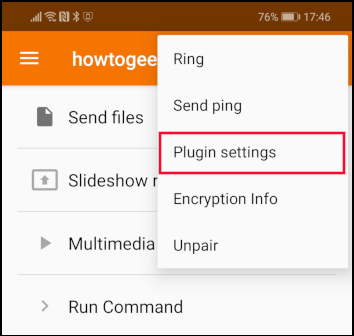 76% 17:46
howtogee
Ring
Send files
Send ping
Plugin settings
Slideshow r
Encryption Info
Multimedia
Unpair
Run Command